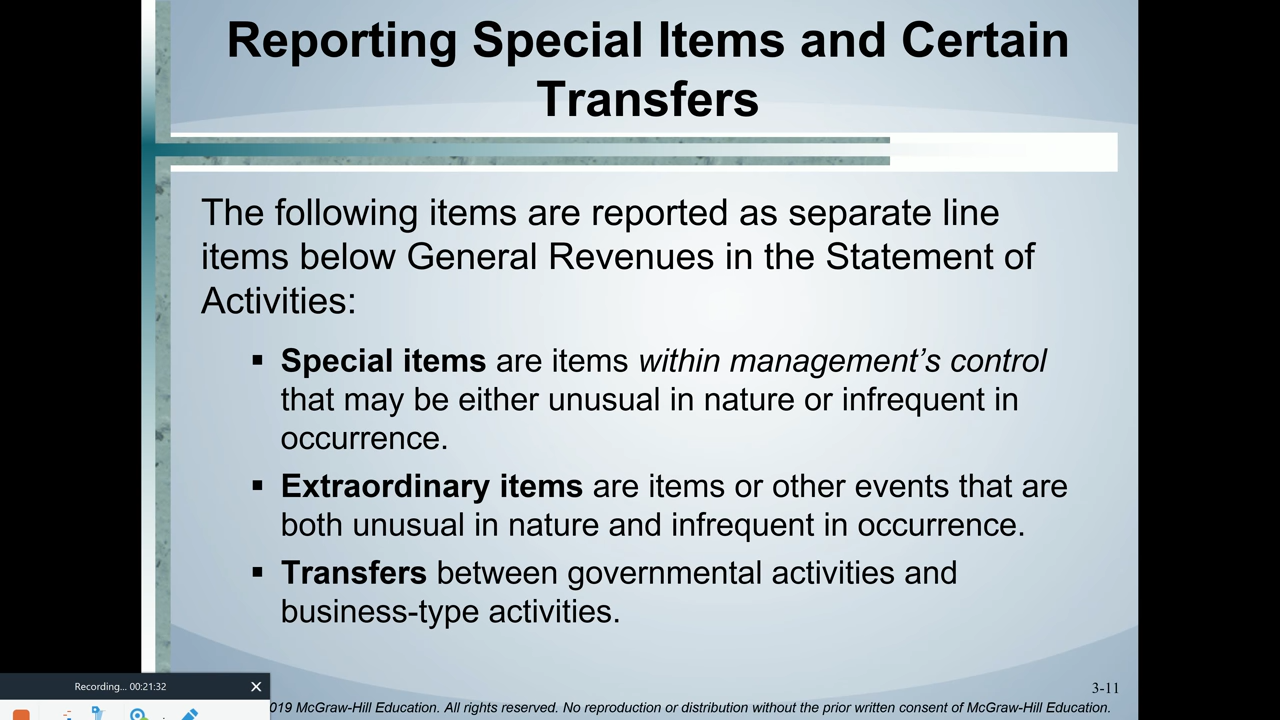 Reporting Special Items and Certain
Transfers
The following items are reported as separate line
items below General Revenues in the Statement of
Activities:
▪ Special items are items within management’s control
that may be either unusual in nature or infrequent in
occurrence.
▪ Extraordinary items are items or other events that are
both unusual in nature and infrequent in occurrence.
▪ Transfers between governmental activities and
business-type activities.
3-11
Recording... 00:21:32
019 McGraw-Hill Education. All rights reserved. No reproduction or distribution without the prior written consent of McGraw-Hill Education.